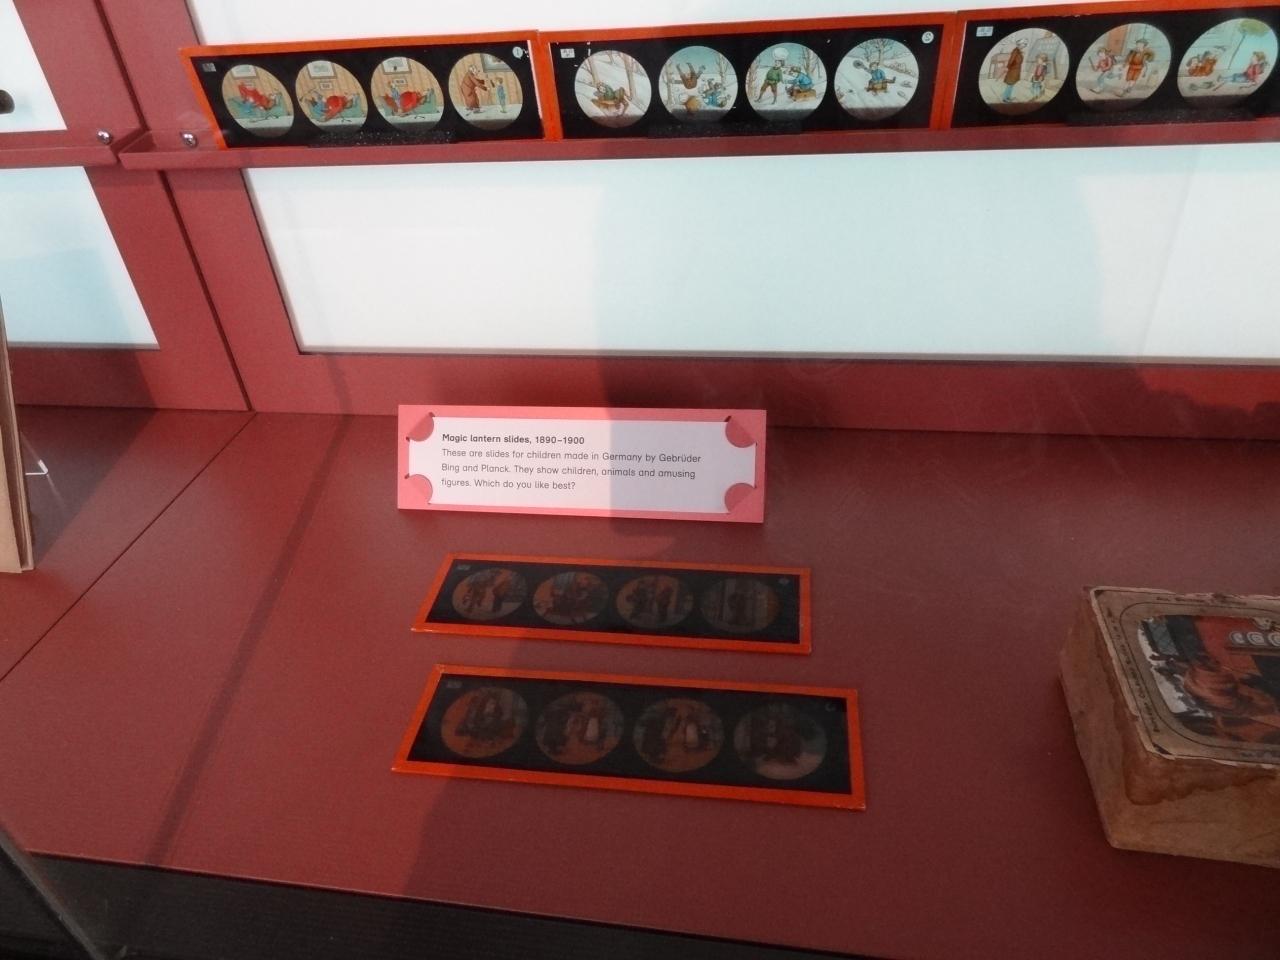 Magic lantern slides, 1890–1900
These are slides for children made in Germany by Gebrüder
Bing and Planck. They show children, animals and amusing
figures. Which do you like best?